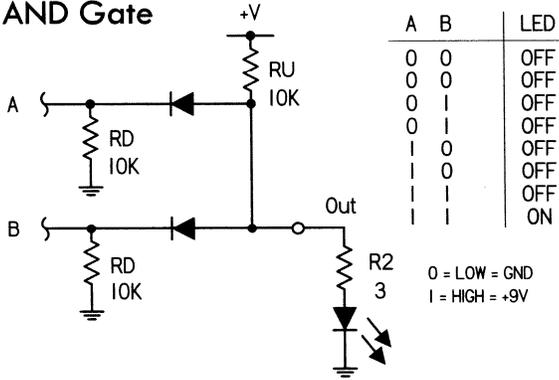 AND Gate
+V
A B LED
RU
10K
0 0 OFF
0 0 OFF
0 1 OFF
0 1 OFF
1 0 OFF
1 0 OFF
1 1 OFF
1 1 ON
A
RD
10K
B
Out
RD
10K
R2
3
0 = LOW = GND
1 = HIGH = +9V